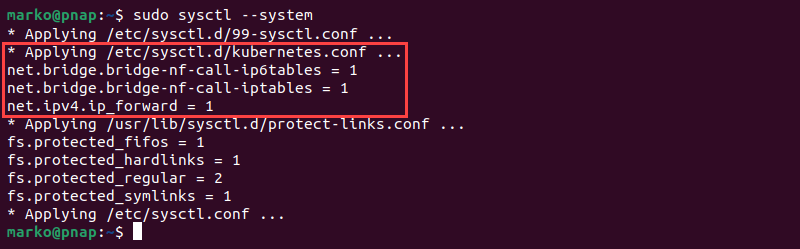 marko@pnap:~$ sudo sysctl --system
* Applying /etc/sysctl.d/99-sysctl.conf ...
* Applying /etc/sysctl.d/kubernetes.conf ...
net.bridge.bridge-nf-call-ip6tables = 1
net.bridge.bridge-nf-call-iptables = 1
net.ipv4.ip_forward = 1
* Applying /usr/lib/sysctl.d/protect-links.conf ...
fs.protected_fifos = 1
fs.protected_hardlinks = 1
fs.protected_regular = 2
fs.protected_symlinks = 1
* Applying /etc/sysctl.conf ...
marko@pnap:~$